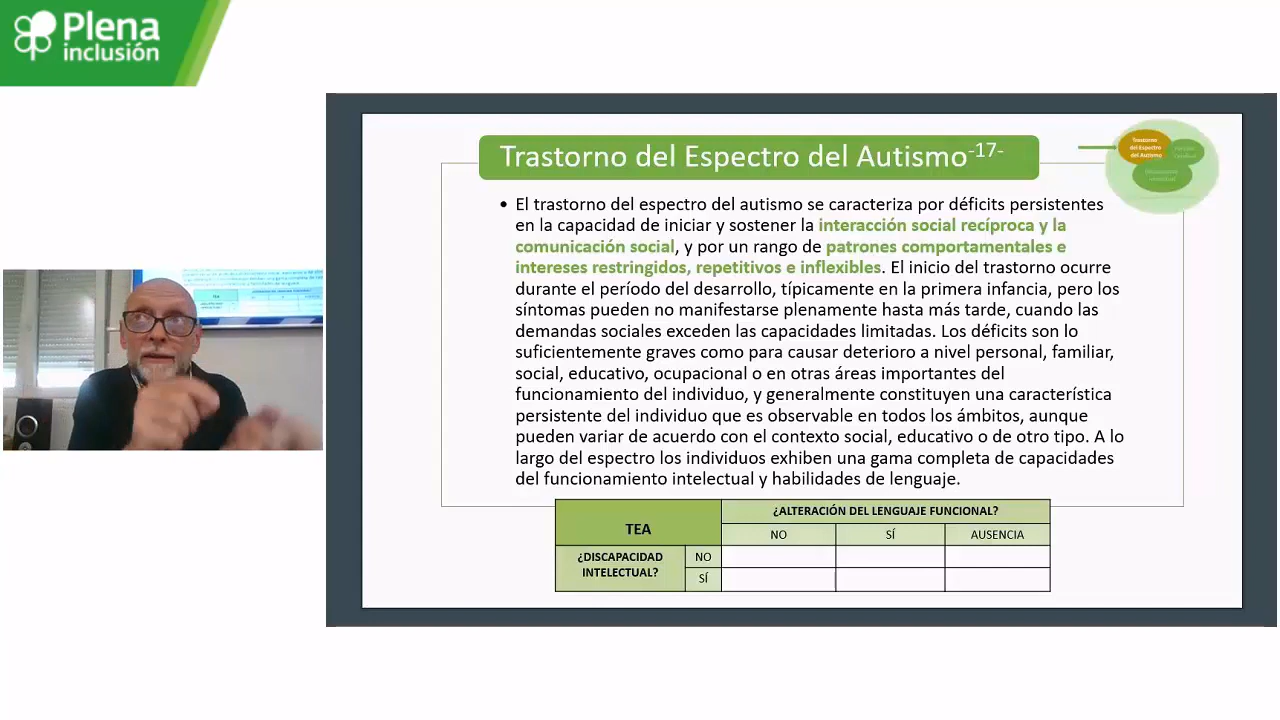 Plena
inclusión
Trastorno del Espectro del Autismo-17-
Trastorno
del Espectro
del Autismo
• El trastorno del espectro del autismo se caracteriza por déficits persistentes
en la capacidad de iniciar y sostener la interacción social recíproca y la
comunicación social, y por un rango de patrones comportamentales e
intereses restringidos, repetitivos e inflexibles. El inicio del trastorno ocurre
durante el período del desarrollo, típicamente en la primera infancia, pero los
síntomas pueden no manifestarse plenamente hasta más tarde, cuando las
demandas sociales exceden las capacidades limitadas. Los déficits son lo
suficientemente graves como para causar deterioro a nivel personal, familiar,
social, educativo, ocupacional o en otras áreas importantes del
funcionamiento del individuo, y generalmente constituyen una característica
persistente del individuo que es observable en todos los ámbitos, aunque
pueden variar de acuerdo con el contexto social, educativo o de otro tipo. A lo
largo del espectro los individuos exhiben una gama completa de capacidades
del funcionamiento intelectual y habilidades de lenguaje.
TEA
¿ALTERACIÓN DEL LENGUAJE FUNCIONAL?
NO SÍ AUSENCIA
¿DISCAPACIDAD
INTELECTUAL?
NO
SÍ